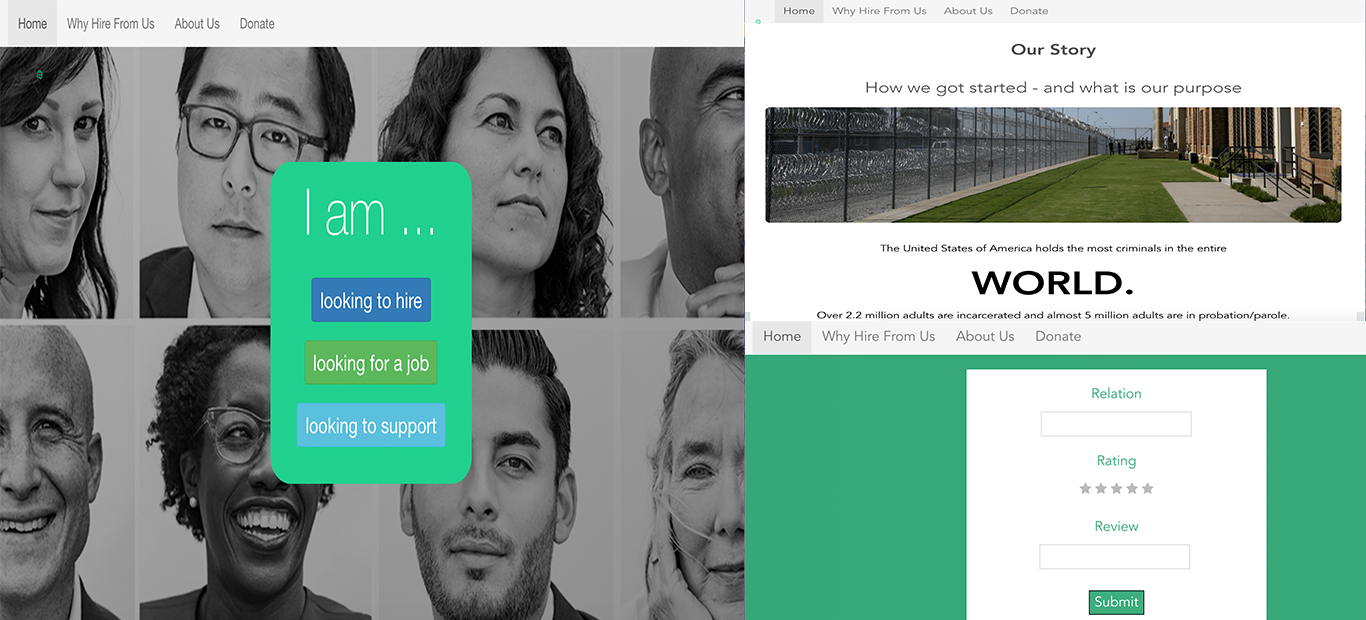 Home Why Hire From Us About Us Donate
I am ...
looking to hire
looking for a job
looking to support
Home Why Hire From Us About Us Donate
Our Story
How we got started - and what is our purpose
The United States of America holds the most criminals in the entire
WORLD.
Over 2.2 million adults are incarcerated and almost 5 million adults are in probation/parole.
Home Why Hire From Us About Us Donate
Relation
Rating
Review
Submit